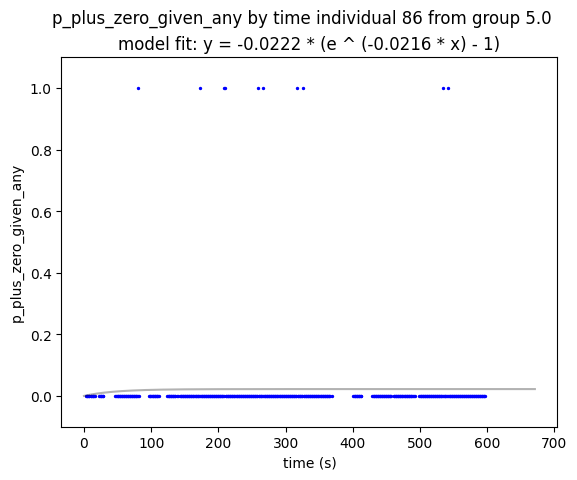 p_plus_zero_given_any by time individual 86 from group 5.0
model fit: y = -0.0222 * (e ^ (-0.0216 * x) - 1)
1.0
0.8
0.6
0.4
0.2
0.0
p_plus_zero_given_any
0 100 200 300 400 500 600 700
time (s)